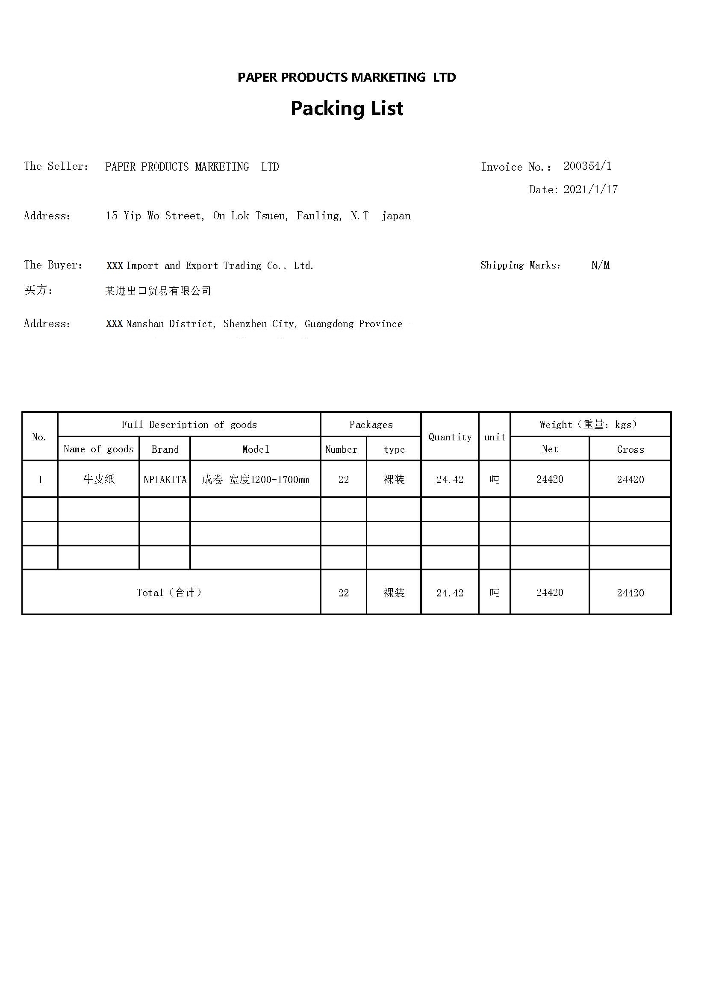 PAPER PRODUCTS MARKETING LTD
Packing List
The Seller: PAPER PRODUCTS MARKETING LTD Invoice No.: 200354/1
Date: 2021/1/17
Address: 15 Yip Wo Street, On Lok Tsuen, Fanling, N.T japan
The Buyer: XXX Import and Export Trading Co., Ltd. Shipping Marks: N/M
买方: 某进出口贸易有限公司
Address: XXX Nanshan District, Shenzhen City, Guangdong Province
No. Full Description of goods Packages Quantity unit Weight（重量: kgs）
Name of goods Brand Model Number type Net Gross
1 牛皮纸 NPIAKITA 成卷 宽度1200-1700mm 22 裸装 24.42 吨 24420 24420
Total（合计） 22 裸装 24.42 吨 24420 24420